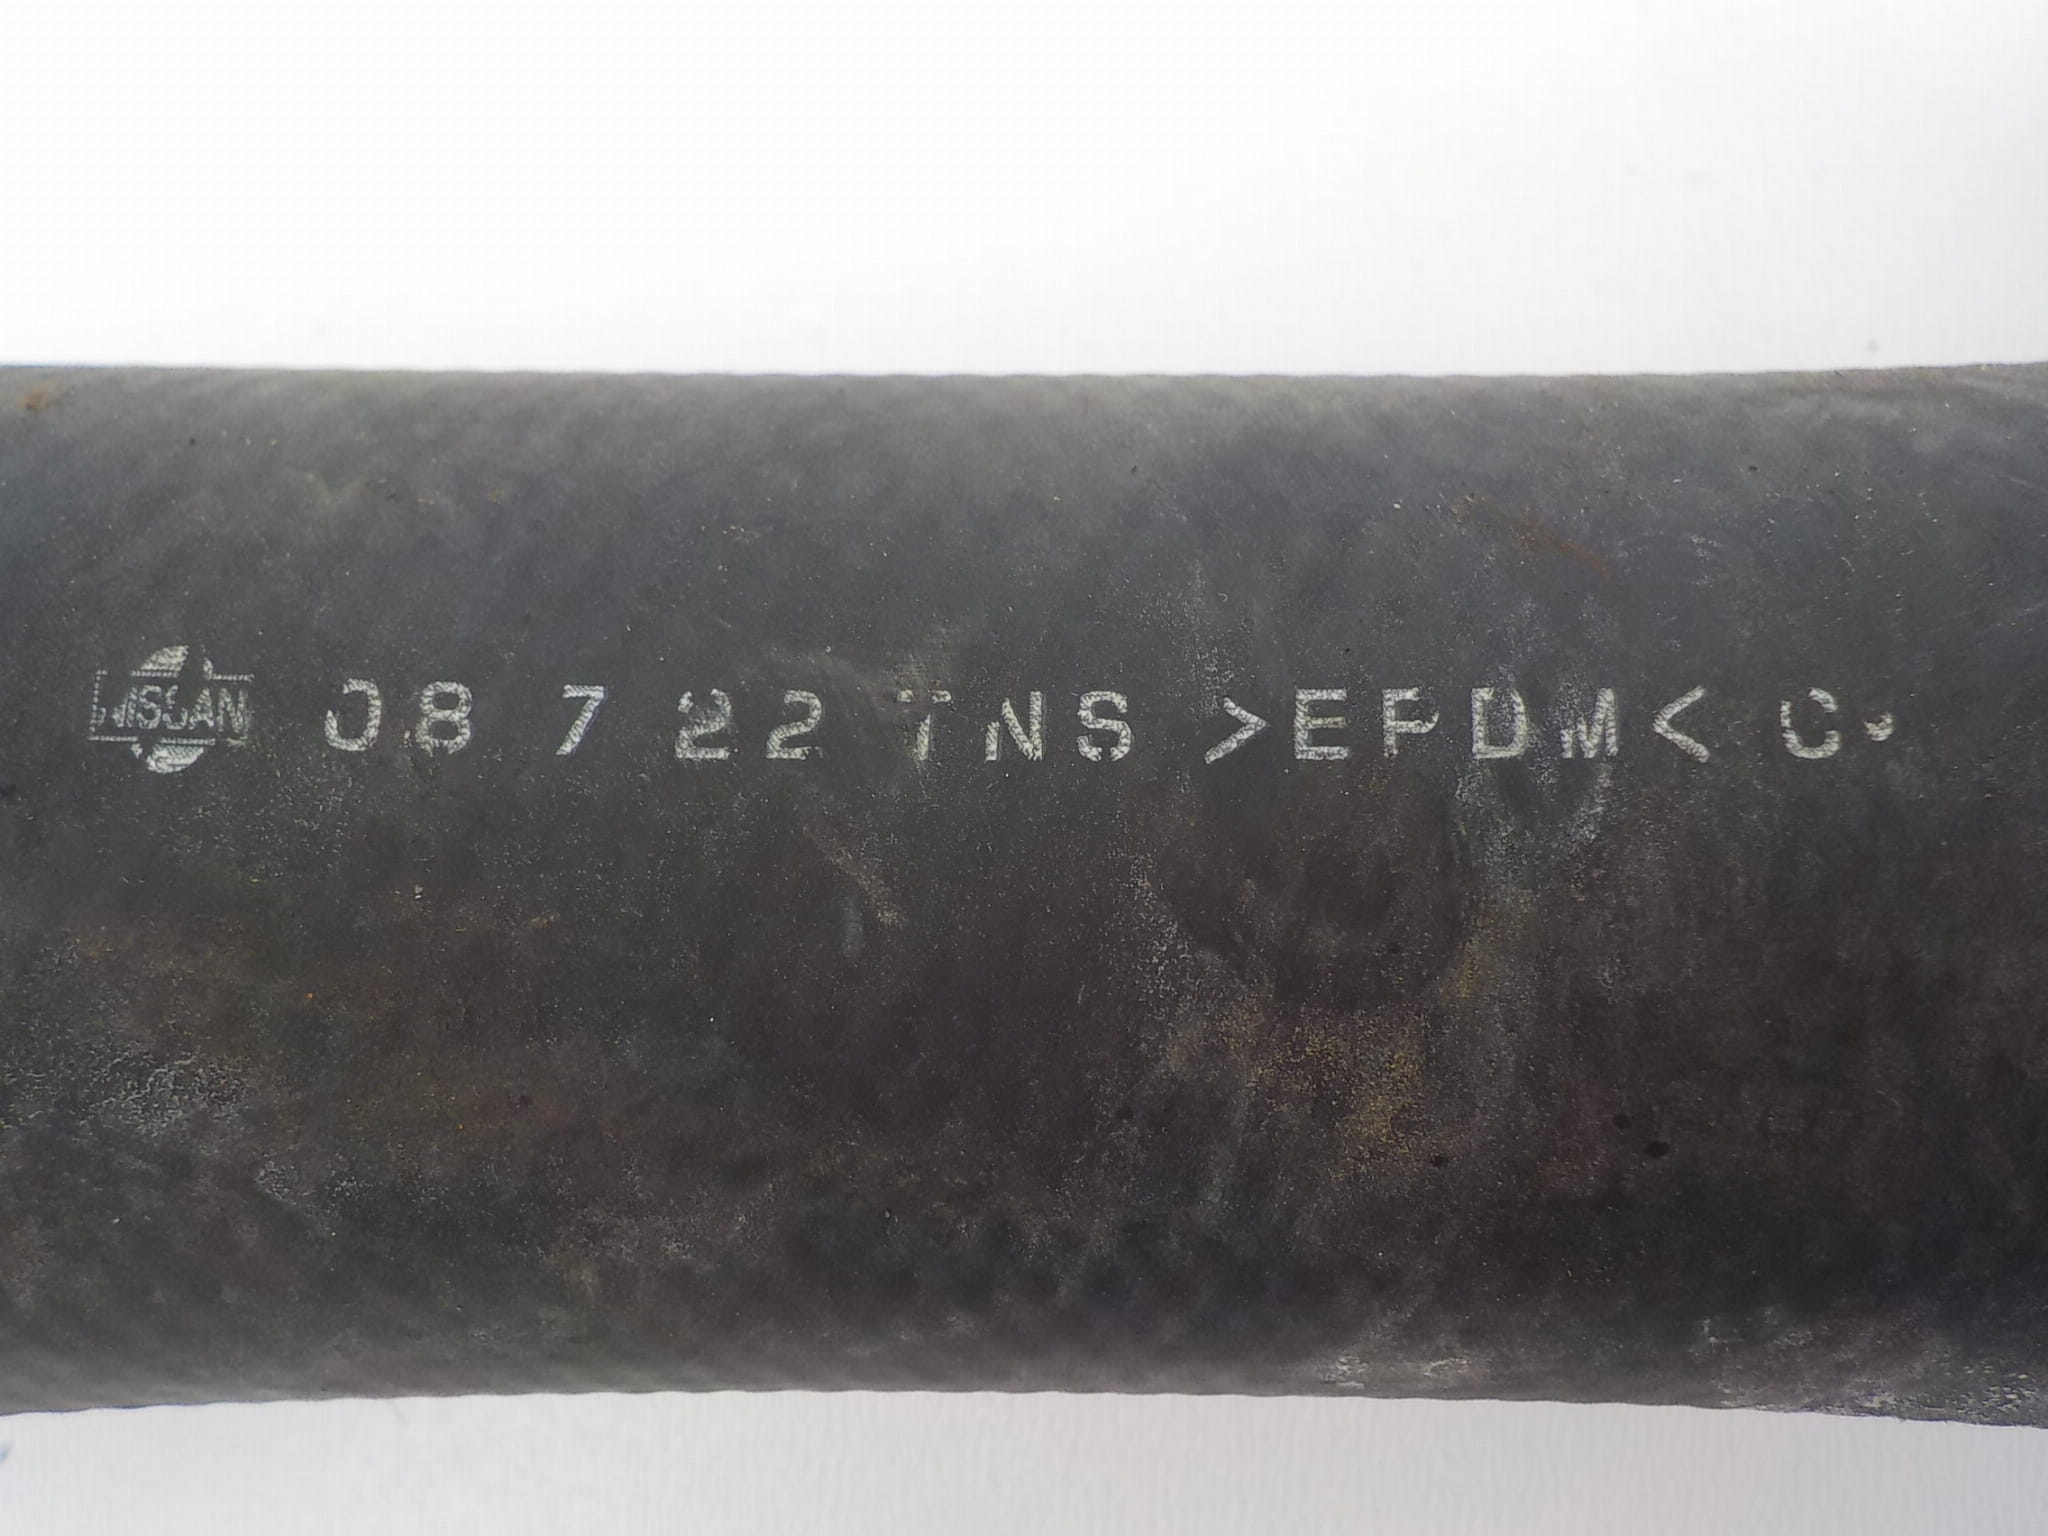 NISSAN 08 7 22 TNS >EPDM< C